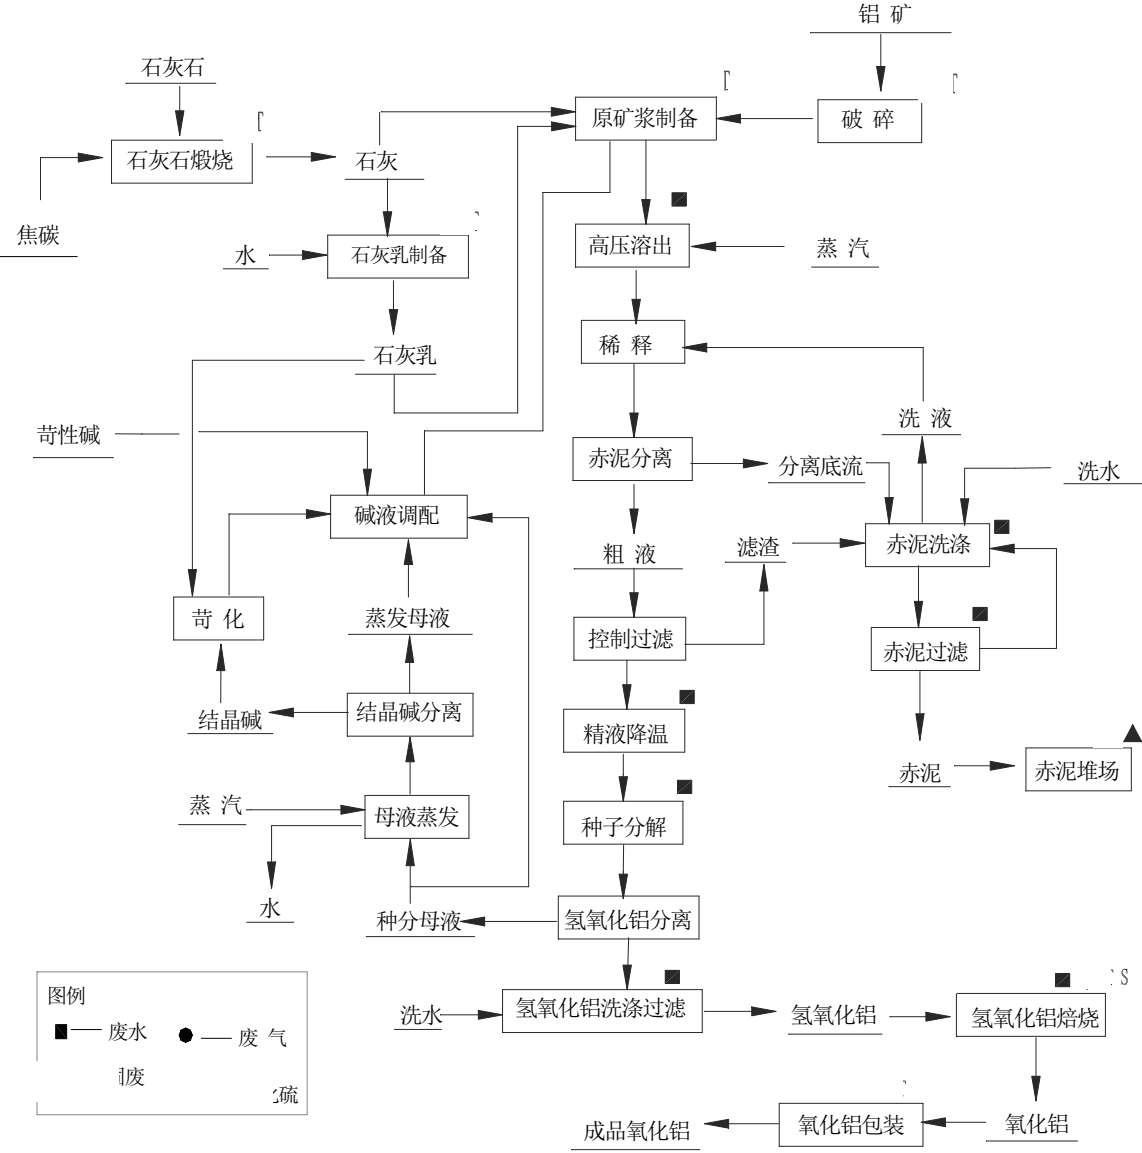 铝 矿
石灰石
原矿浆制备
破 碎
石灰石煅烧
石灰
焦碳
水
石灰乳制备
高压溶出
蒸 汽
稀 释
石灰乳
洗 液
苛性碱
赤泥分离
分离底流
洗水
碱液调配
粗 液
滤渣
赤泥洗涤
苛 化
蒸发母液
控制过滤
赤泥过滤
结晶碱
结晶碱分离
精液降温
赤泥
赤泥堆场
蒸 汽
母液蒸发
种子分解
水
种分母液
氢氧化铝分离
图例
废水
废 气
废
硫
洗水
氢氧化铝洗涤过滤
氢氧化铝
氢氧化铝焙烧
S
成品氧化铝
氧化铝包装
氧化铝